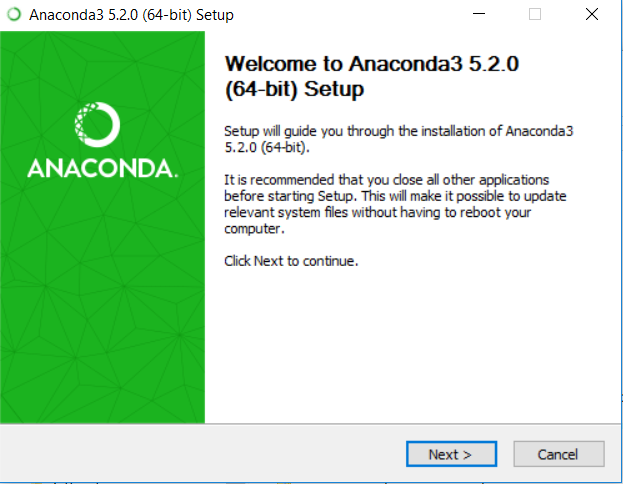 Anaconda3 5.2.0 (64-bit) Setup
ANACONDA.
Welcome to Anaconda3 5.2.0
(64-bit) Setup
Setup will guide you through the installation of Anaconda3
5.2.0 (64-bit).
It is recommended that you close all other applications
before starting Setup. This will make it possible to update
relevant system files without having to reboot your
computer.
Click Next to continue.
Next >
Cancel